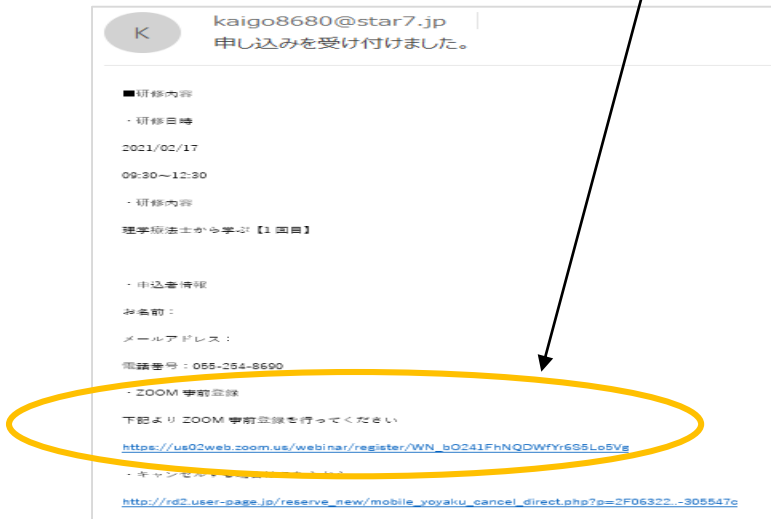 K
kaigo8680@star7.jp
申し込みを受け付けました。
■研修内容
・研修日時
2021/02/17
09:30～12:30
・研修内容
理学療法士から学ぶ【1回目】
・申込者情報
お名前：
メールアドレス：
電話番号：055-254-8690
・ZOOM 事前登録
下記より ZOOM 事前登録を行ってください
https://us02web.zoom.us/webinar/register/WN_bO241FhNQDWfYr6S5Lo5Vg
・キャンセル
http://rd2.user-page.jp/reserve_new/mobile_yoyaku_cancel_direct.php?p=2F06322..-305547c